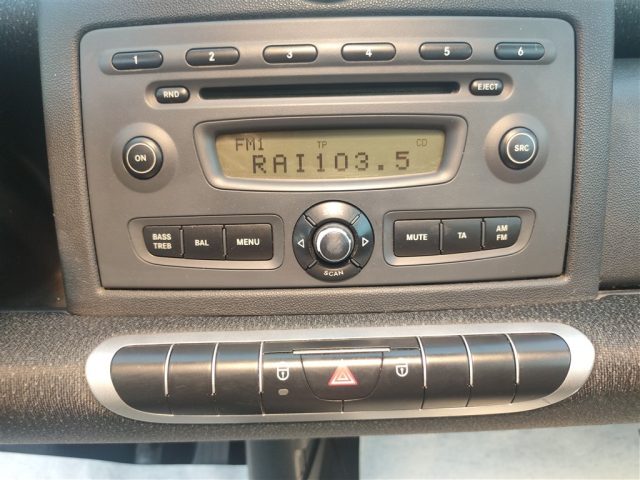 1 2 3 4 5 6
RND EJECT
FM1 TP CD
ON RAI103.5 SRC
BASS TREB BAL MENU MUTE TA AM FM
SCAN